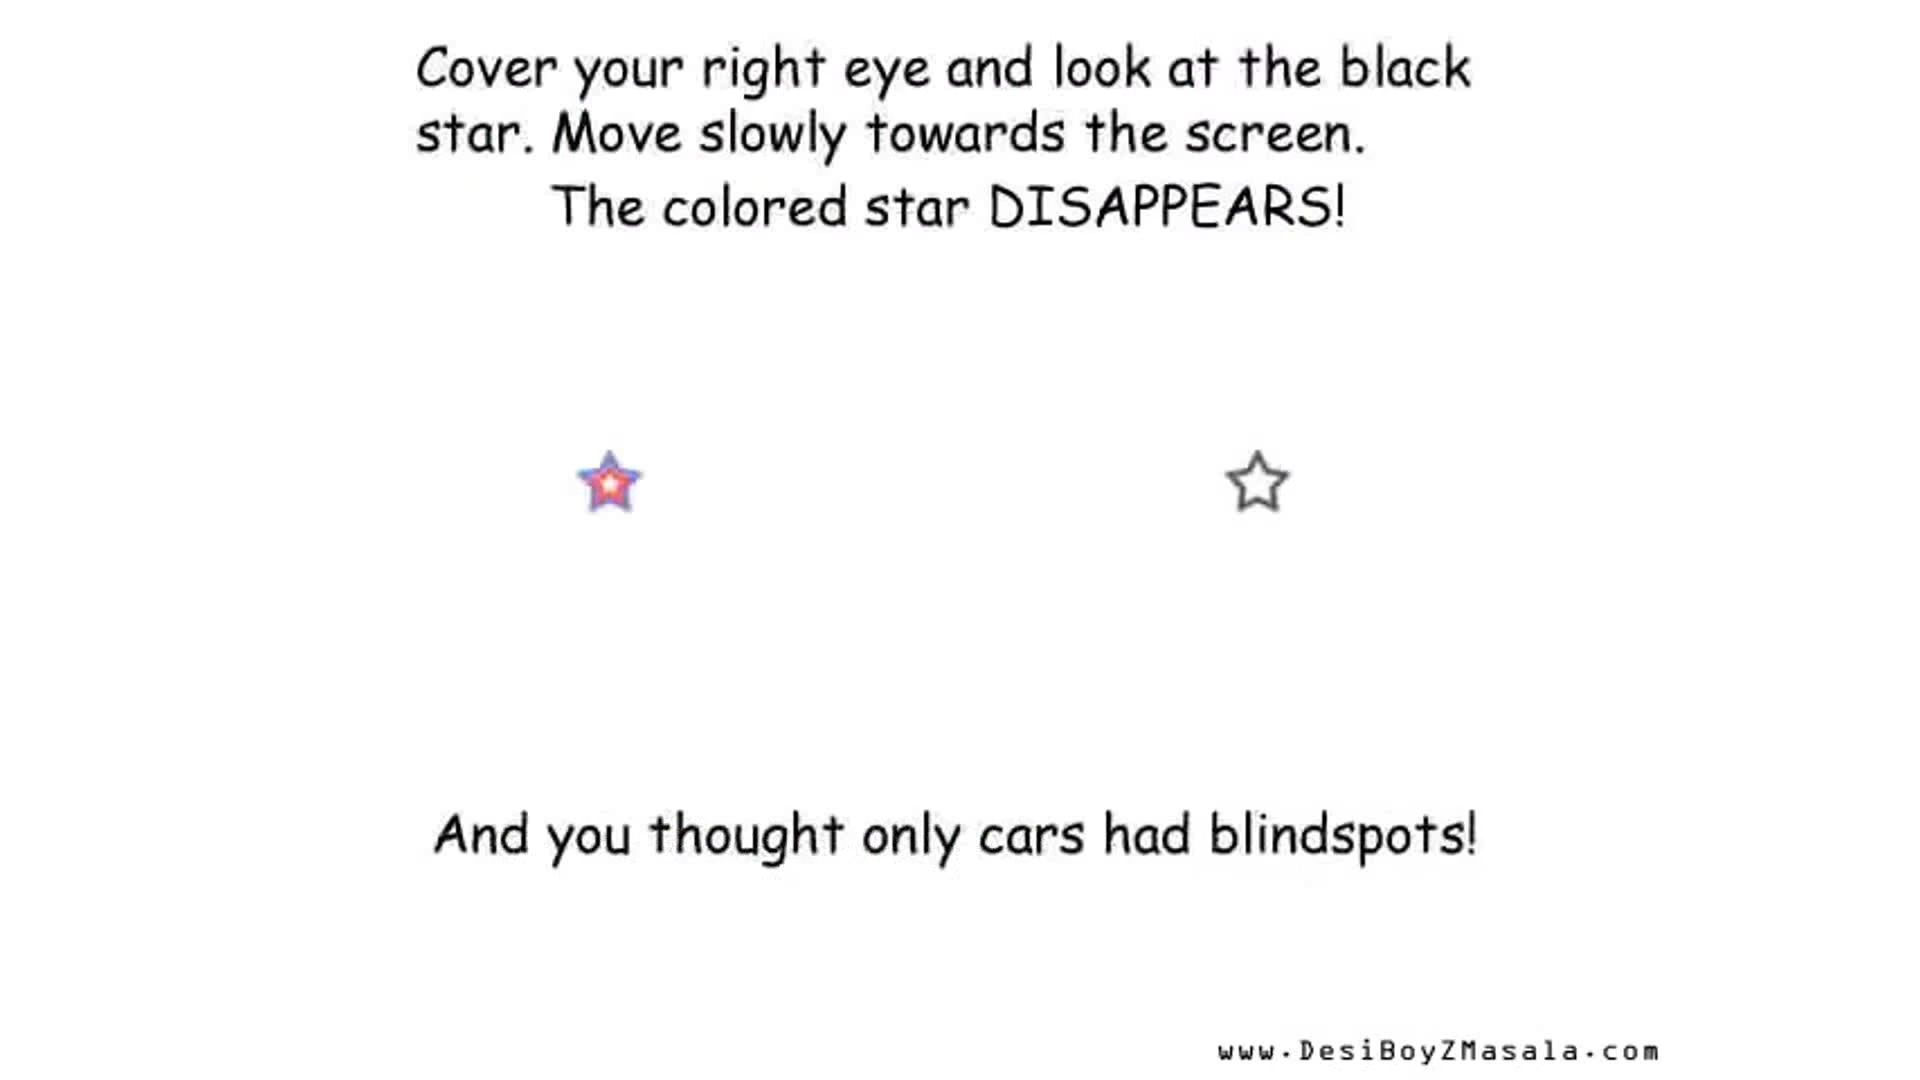 Cover your right eye and look at the black
star. Move slowly towards the screen.
The colored star DISAPPEARS!
And you thought only cars had blindspots!
www.DesiBoyZMasala.com